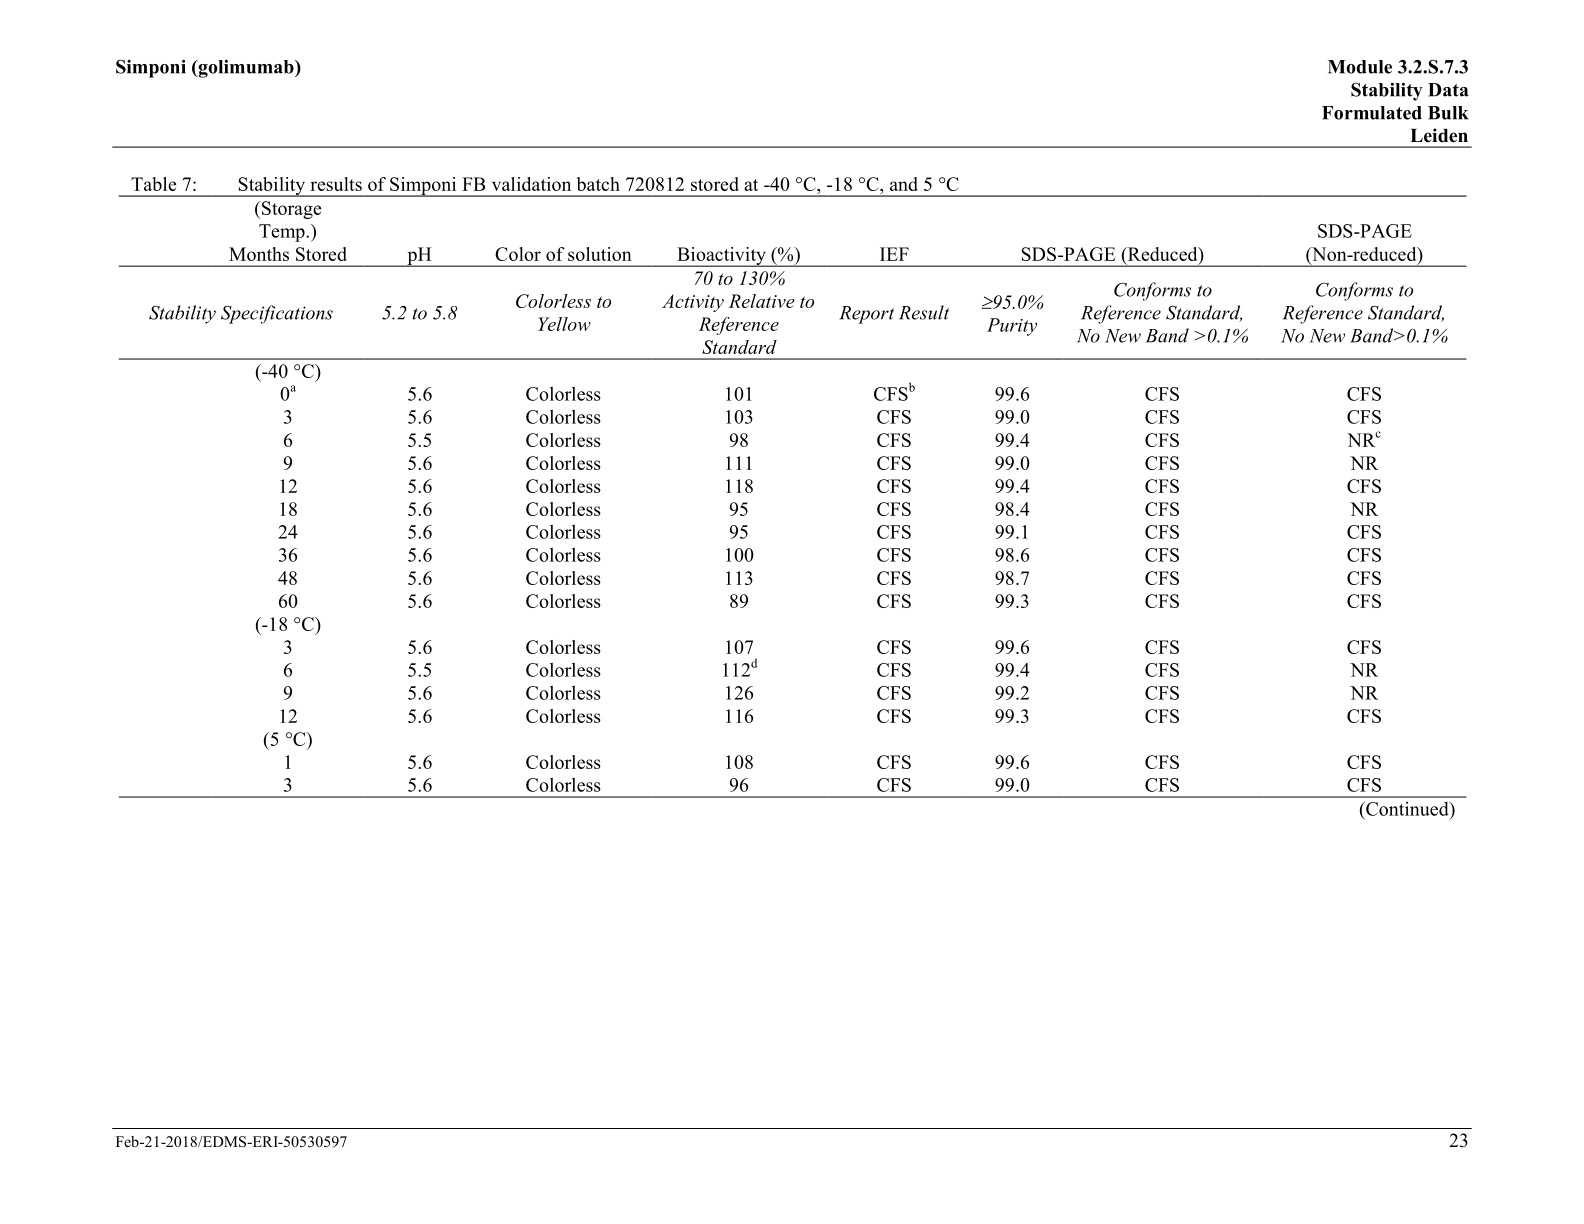 Simponi (golimumab)
Module 3.2.S.7.3
Stability Data
Formulated Bulk
Leiden
Table 7: Stability results of Simponi FB validation batch 720812 stored at -40 °C, -18 °C, and 5 °C
(Storage
Temp.)
Months Stored pH Color of solution Bioactivity (%) IEF SDS-PAGE (Reduced) SDS-PAGE
(Non-reduced)
Stability Specifications 5.2 to 5.8 Colorless to
Yellow 70 to 130%
Activity Relative to
Reference
Standard Report Result ≥95.0%
Purity Conforms to
Reference Standard,
No New Band >0.1% Conforms to
Reference Standard,
No New Band>0.1%
(-40 °C)
0a 5.6 Colorless 101 CFSb 99.6 CFS CFS
3 5.6 Colorless 103 CFS 99.0 CFS CFS
6 5.5 Colorless 98 CFS 99.4 CFS NRc
9 5.6 Colorless 111 CFS 99.0 CFS NR
12 5.6 Colorless 118 CFS 99.4 CFS CFS
18 5.6 Colorless 95 CFS 98.4 CFS NR
24 5.6 Colorless 95 CFS 99.1 CFS CFS
36 5.6 Colorless 100 CFS 98.6 CFS CFS
48 5.6 Colorless 113 CFS 98.7 CFS CFS
60 5.6 Colorless 89 CFS 99.3 CFS CFS
(-18 °C)
3 5.6 Colorless 107 CFS 99.6 CFS CFS
6 5.5 Colorless 112d CFS 99.4 CFS NR
9 5.6 Colorless 126 CFS 99.2 CFS NR
12 5.6 Colorless 116 CFS 99.3 CFS CFS
(5 °C)
1 5.6 Colorless 108 CFS 99.6 CFS CFS
3 5.6 Colorless 96 CFS 99.0 CFS CFS
(Continued)
Feb-21-2018/EDMS-ERI-50530597 23